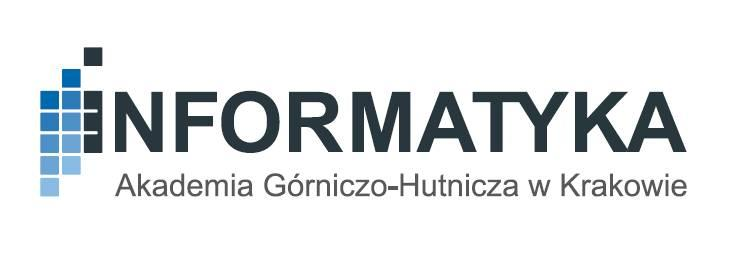 INFORMATYKA
Akademia Górniczo-Hutnicza w Krakowie